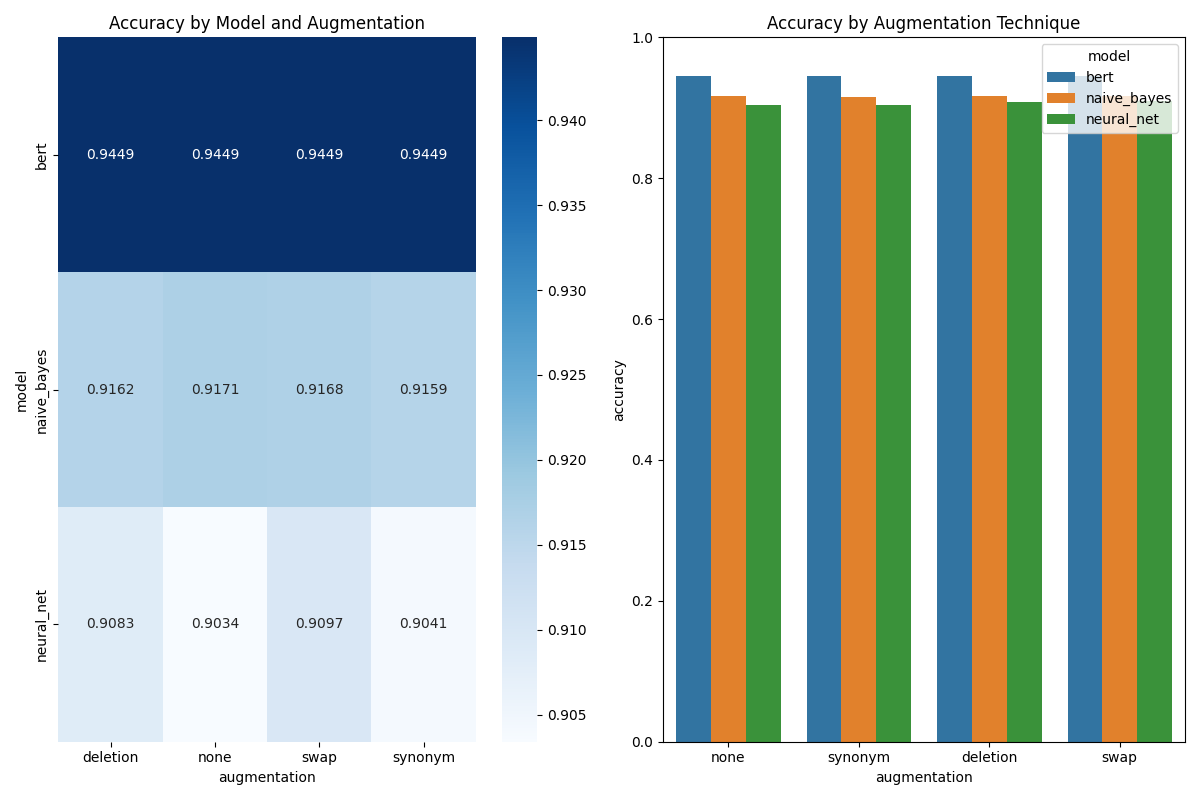 Accuracy by Model and Augmentation
model
bert
naive_bayes
neural_net
0.9449 0.9449 0.9449 0.9449
0.9162 0.9171 0.9168 0.9159
0.9083 0.9034 0.9097 0.9041
deletion none swap synonym
augmentation
0.940
0.935
0.930
0.925
0.920
0.915
0.910
0.905
Accuracy by Augmentation Technique
accuracy
1.0
0.8
0.6
0.4
0.2
0.0
model
bert
naive_bayes
neural_net
none synonym deletion swap
augmentation